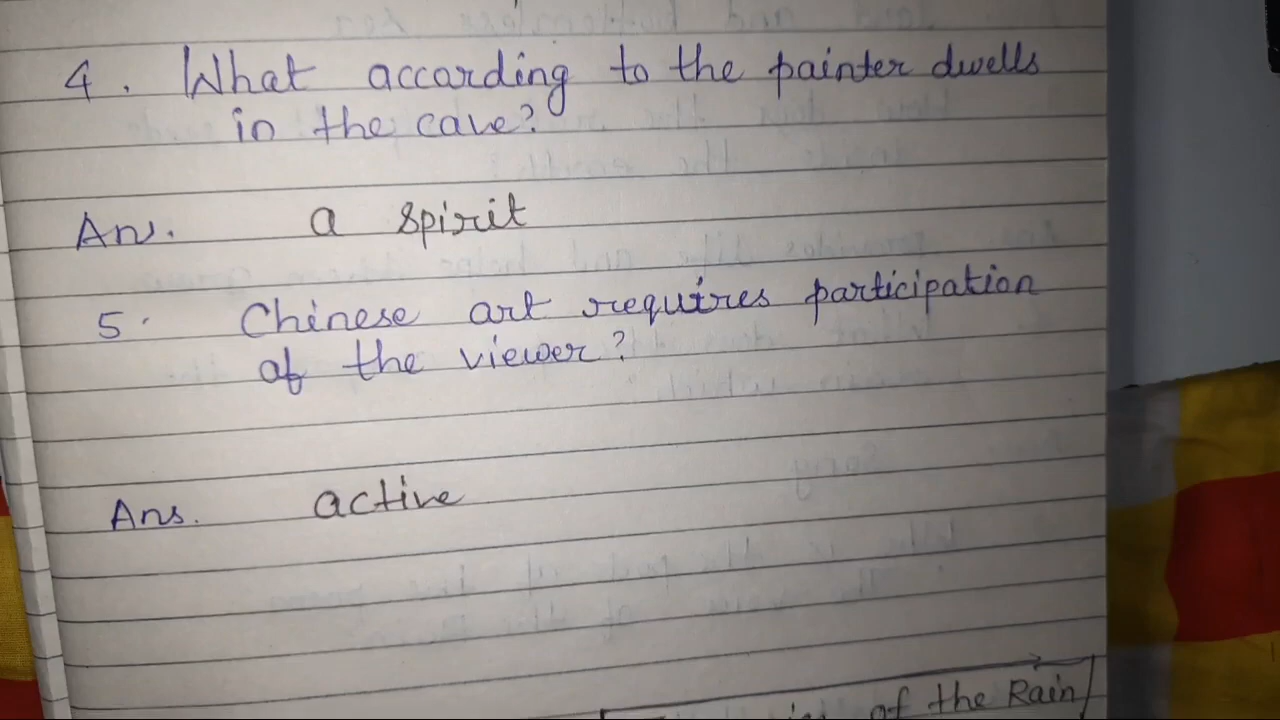 4. What according to the painter dwells
in the cave?
An. a spirit
5. Chinese art requires participation
of the viewer?
Ans. active
of the Rain